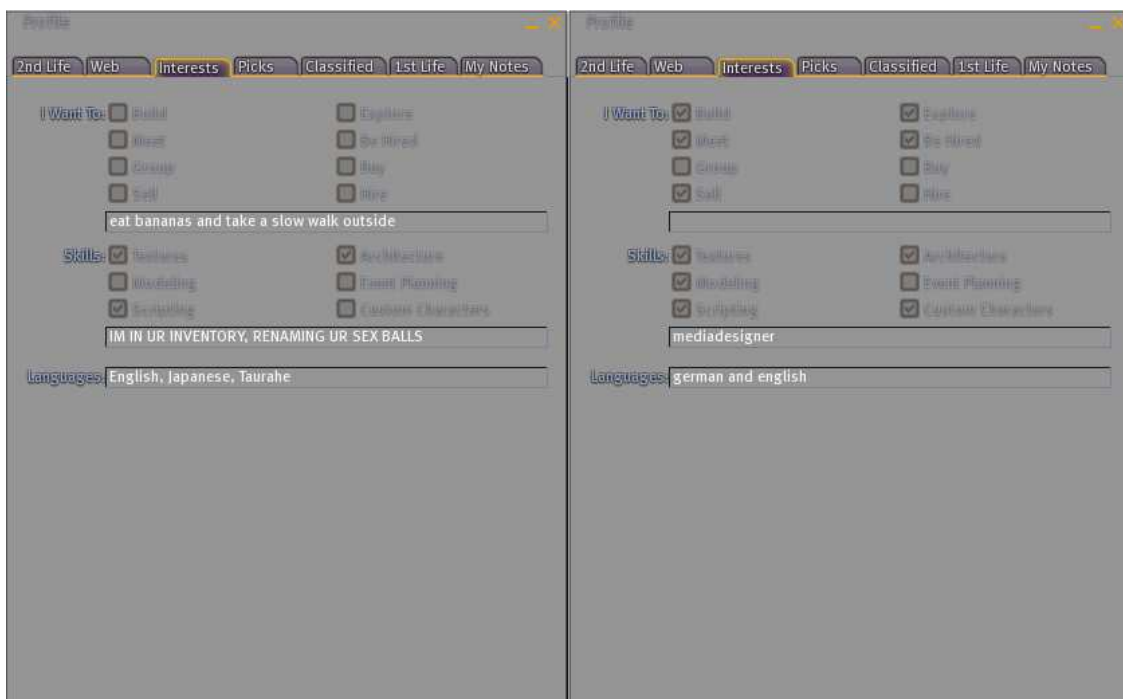 Profile
2nd Life Web Interests Picks Classified 1st Life My Notes
I Want To: Build Explore
Meet Be Hired
Group Buy
Sell Hire
eat bananas and take a slow walk outside
Skills: Textures Architecture
Modeling Event Planning
Scripting Custom Characters
IM IN UR INVENTORY, RENAMING UR SEX BALLS
Languages: English, Japanese, Taurahe
Profile
2nd Life Web Interests Picks Classified 1st Life My Notes
I Want To: Build Explore
Meet Be Hired
Group Buy
Sell Hire
Skills: Textures Architecture
Modeling Event Planning
Scripting Custom Characters
mediadesigner
Languages: german and english